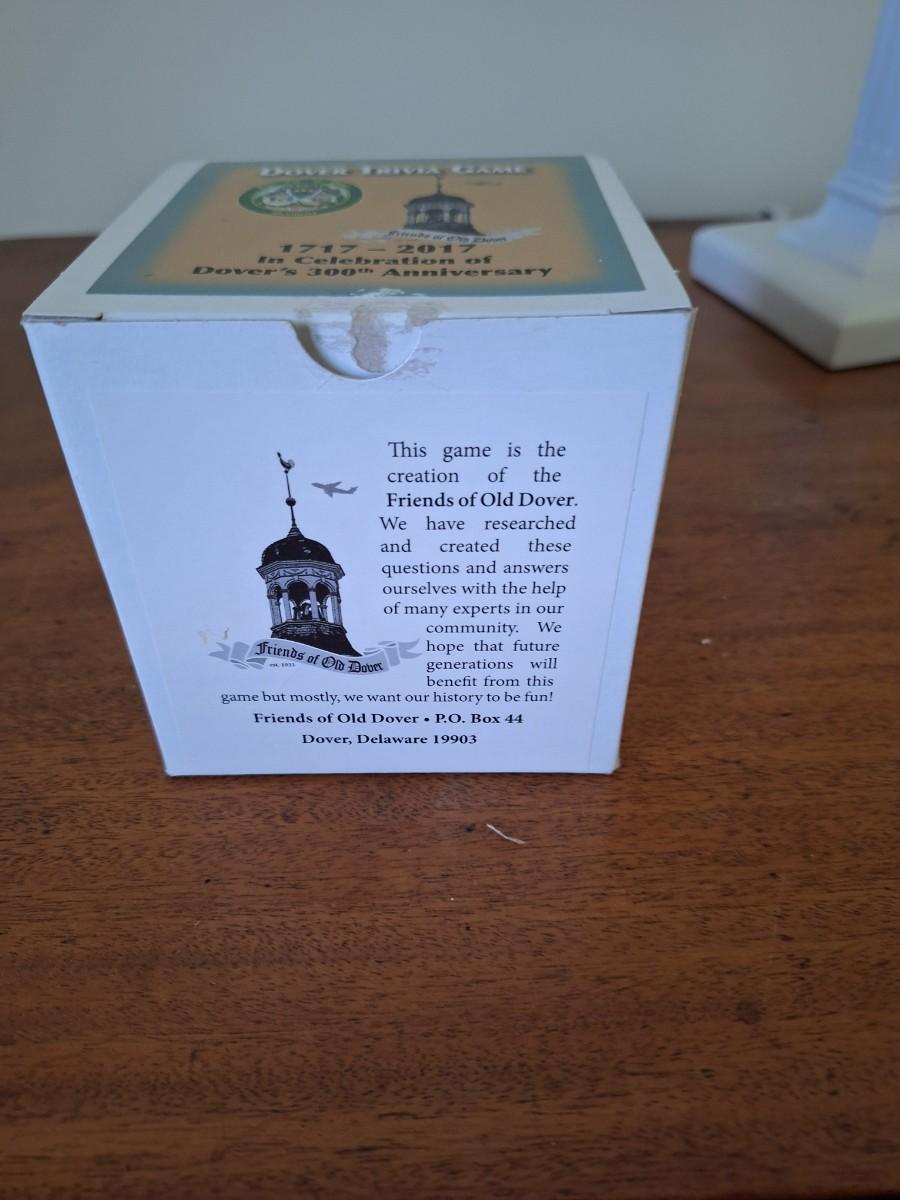 DOVER TRIVIA GAME
Friends of Old Dover
1717 – 2017
In Celebration of
Dover's 300th Anniversary
This game is the
creation of the
Friends of Old Dover.
We have researched
and created these
questions and answers
ourselves with the help
of many experts in our
community. We
hope that future
generations will
benefit from this
game but mostly, we want our history to be fun!
Friends of Old Dover
est. 1933
Friends of Old Dover • P.O. Box 44
Dover, Delaware 19903